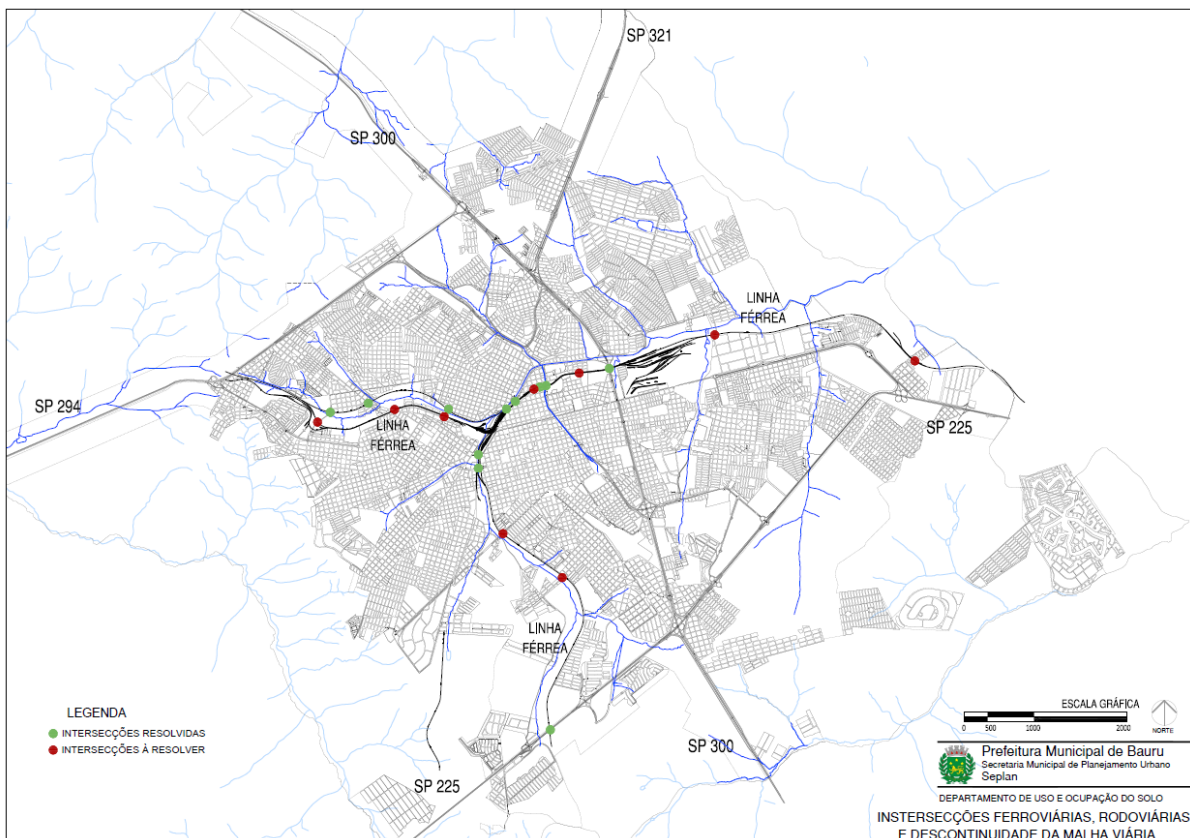 SP 321
SP 300
LINHA
FÉRREA
SP 294
LINHA
FÉRREA
SP 225
LINHA
FÉRREA
LEGENDA
INTERSECÇÕES RESOLVIDAS
INTERSECÇÕES À RESOLVER
SP 300
SP 225
ESCALA GRÁFICA
0 500 1000 2000
NORTE
Prefeitura Municipal de Bauru
Secretaria Municipal de Planejamento Urbano
Seplan
DEPARTAMENTO DE USO E OCUPAÇÃO DO SOLO
INSTERSECÇÕES FERROVIÁRIAS, RODOVIÁRIAS
E DESCONTINUIDADE DA MALHA VIÁRIA